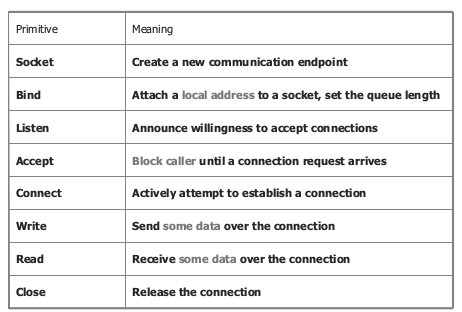 Primitive Meaning
Socket Create a new communication endpoint
Bind Attach a local address to a socket, set the queue length
Listen Announce willingness to accept connections
Accept Block caller until a connection request arrives
Connect Actively attempt to establish a connection
Write Send some data over the connection
Read Receive some data over the connection
Close Release the connection